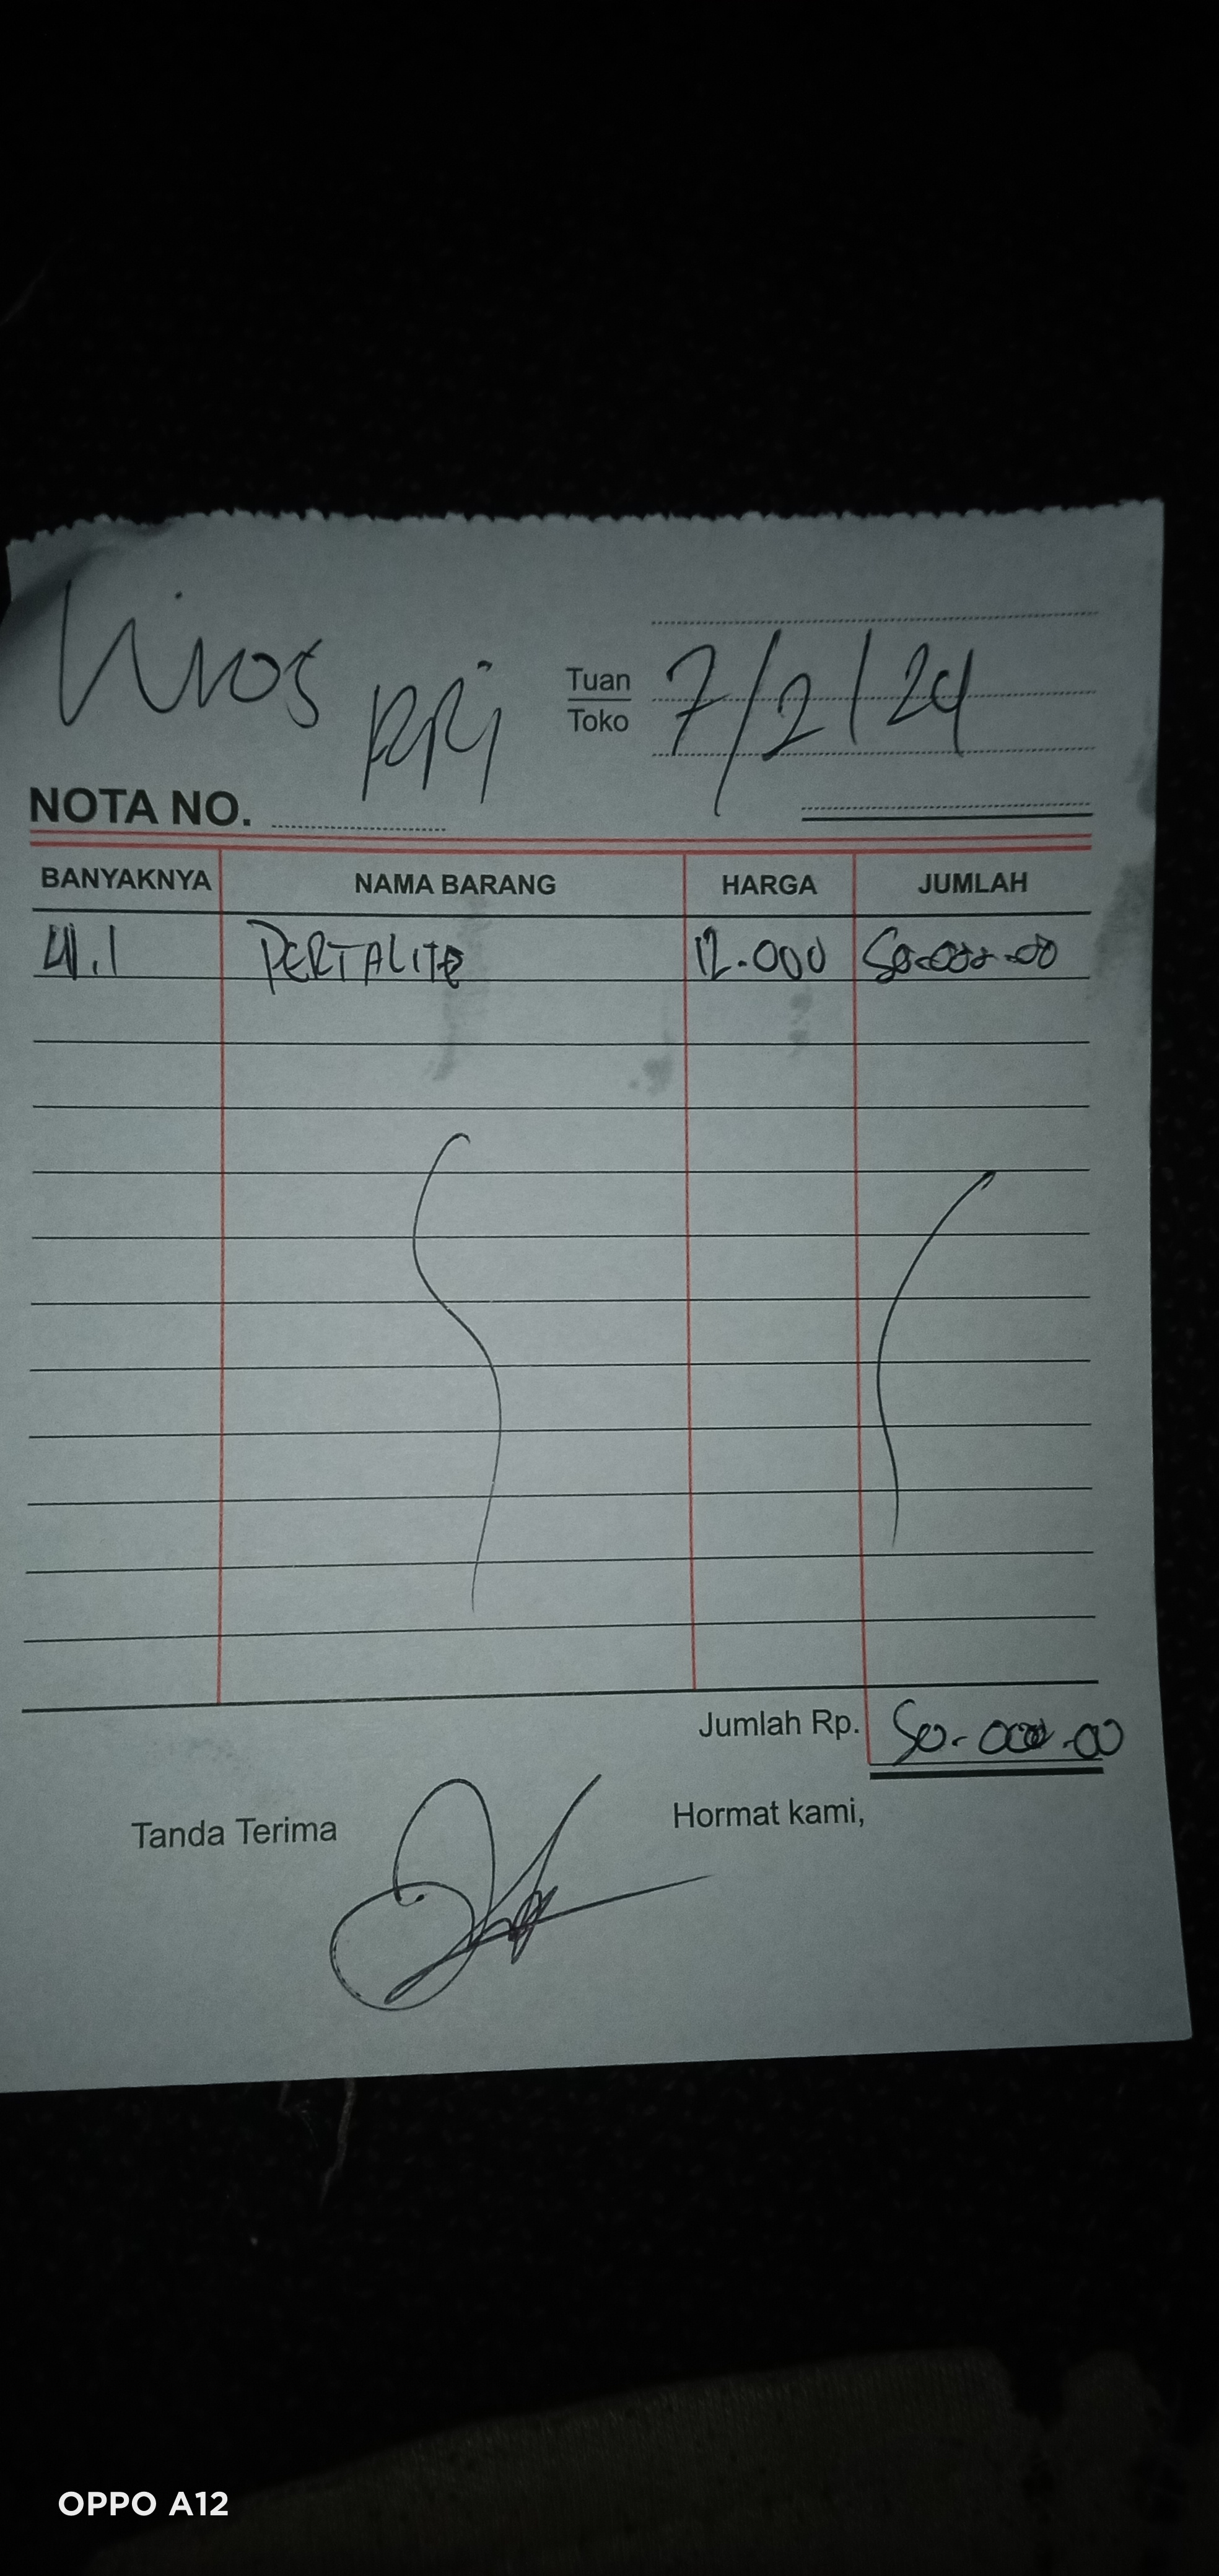 Kios
Tuan
Toko
7/2/24
NOTA NO.
BANYAKNYA NAMA BARANG HARGA JUMLAH
4.1 PERTALITE 12.000 50.000.00
Jumlah Rp. 50.000.00
Tanda Terima Hormat kami,
OPPO A12